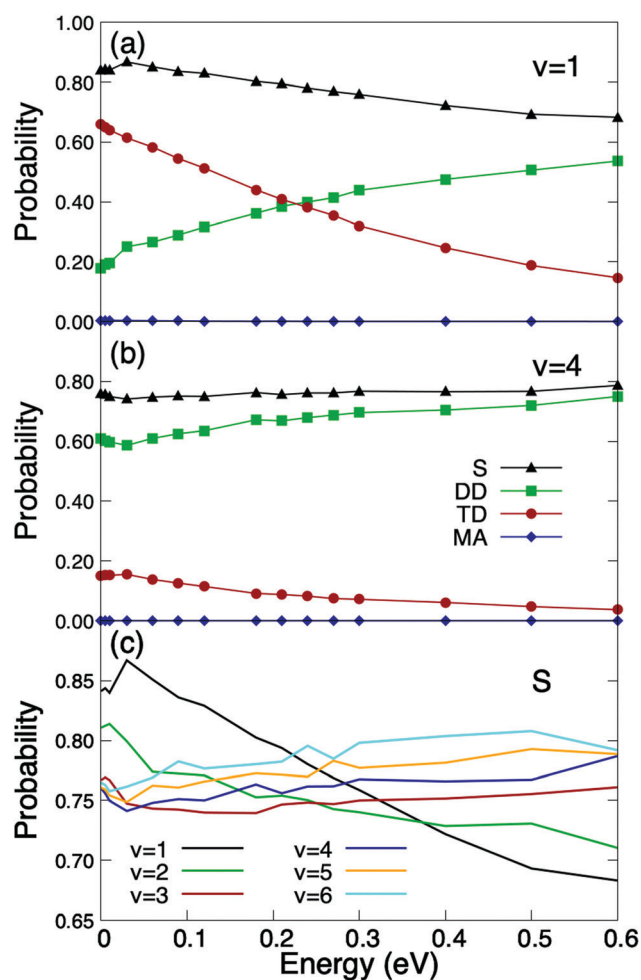 1.00
(a)
v=1
0.80
0.60
Probability
0.40
0.20
0.00
(b)
v=4
0.80
0.60
Probability
S
DD
0.40
TD
MA
0.20
0.00
(c)
S
0.85
Probability
0.80
0.75
v=1
v=4
0.70
v=2
v=5
v=3
v=6
0.65
0
0.1
0.2
0.3
0.4
0.5
0.6
Energy (eV)